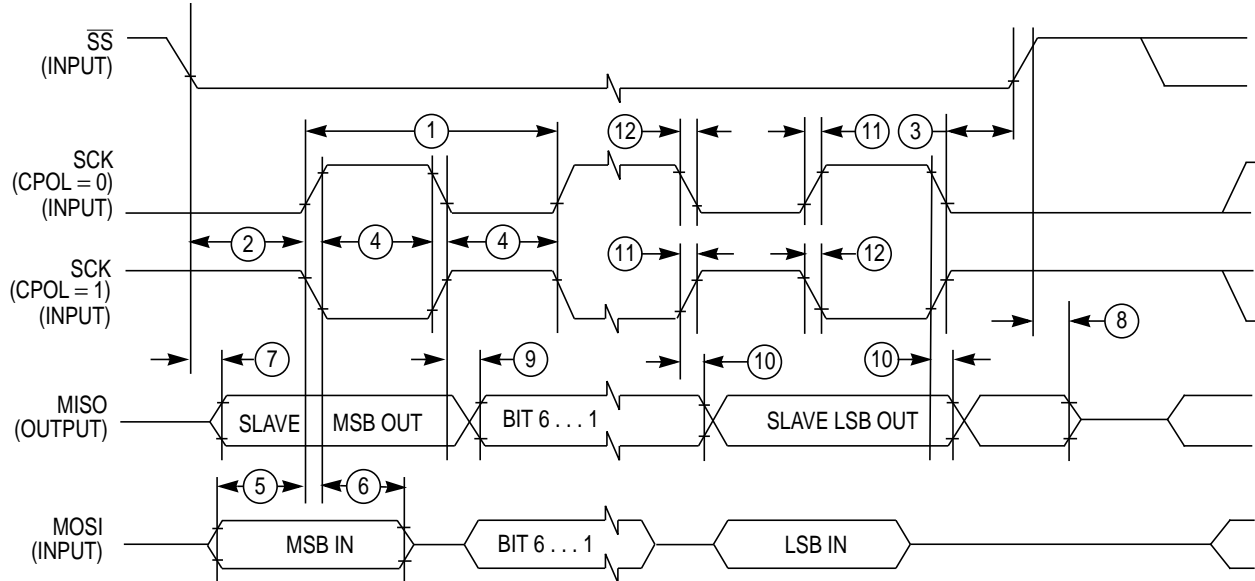 SS
(INPUT)
1
12
11
3
SCK
(CPOL = 0)
(INPUT)
2
4
4
11
12
SCK
(CPOL = 1)
(INPUT)
8
7
9
10
10
MISO
(OUTPUT)
SLAVE
MSB OUT
BIT 6 . . . 1
SLAVE LSB OUT
5
6
MOSI
(INPUT)
MSB IN
BIT 6 . . . 1
LSB IN